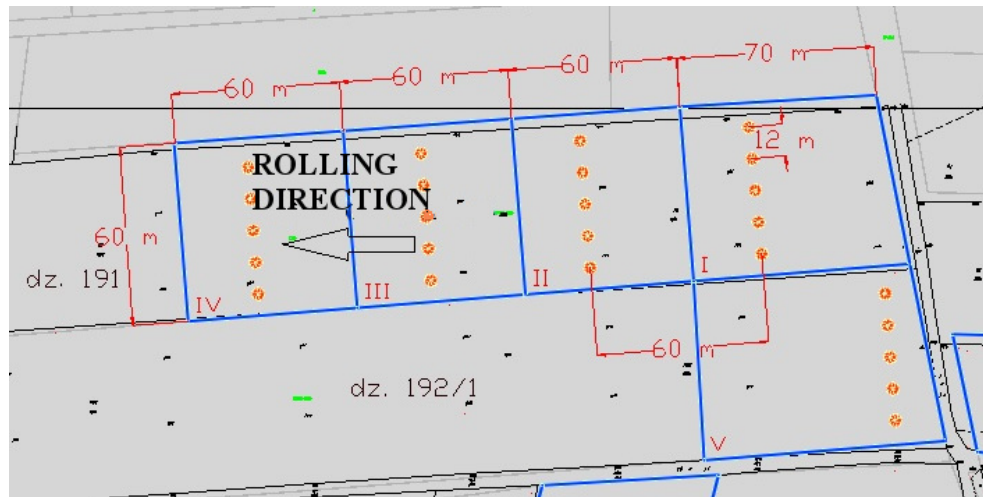 60 m
60 m
60 m
70 m
12 m
ROLLING
DIRECTION
60 m
dz. 191
IV
III
II
I
60 m
dz. 192/1
V